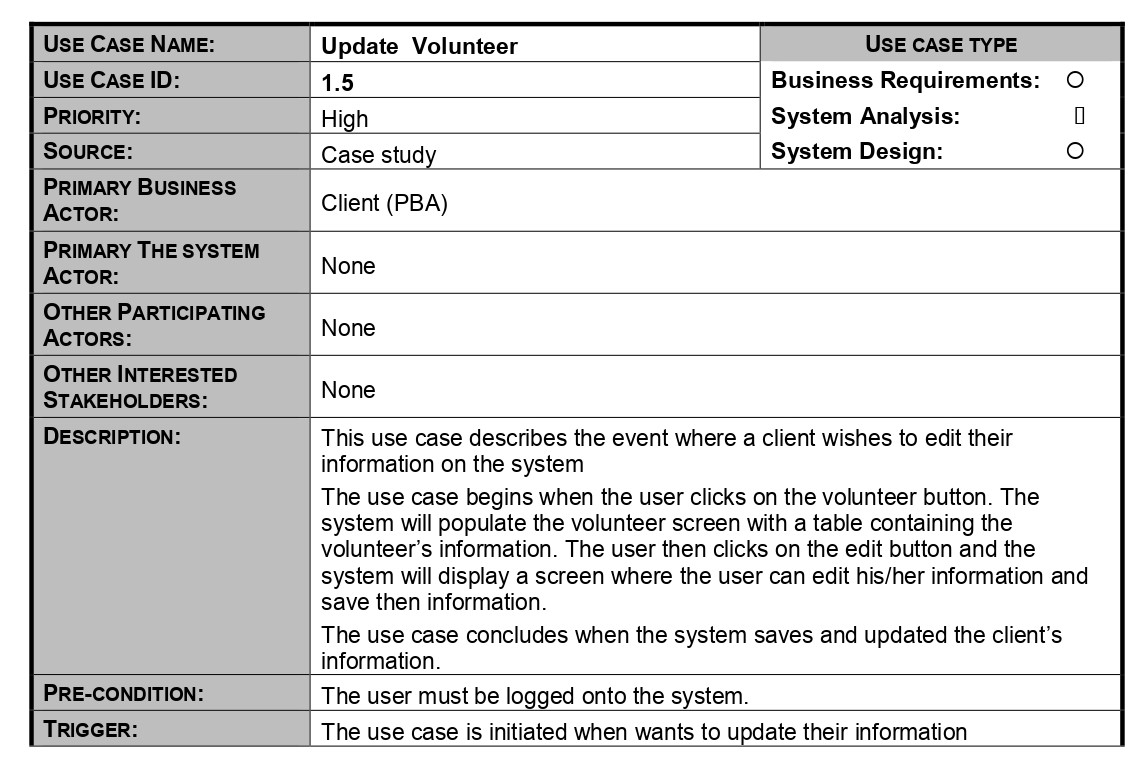 USE CASE NAME: Update Volunteer USE CASE TYPE
USE CASE ID: 1.5 Business Requirements: ○
PRIORITY: High System Analysis: ▯
SOURCE: Case study System Design: ○
PRIMARY BUSINESS
ACTOR:
Client (PBA)
PRIMARY THE SYSTEM
ACTOR:
None
OTHER PARTICIPATING
ACTORS:
None
OTHER INTERESTED
STAKEHOLDERS:
None
DESCRIPTION:
This use case describes the event where a client wishes to edit their
information on the system
The use case begins when the user clicks on the volunteer button. The
system will populate the volunteer screen with a table containing the
volunteer’s information. The user then clicks on the edit button and the
system will display a screen where the user can edit his/her information and
save then information.
The use case concludes when the system saves and updated the client’s
information.
PRE-CONDITION: The user must be logged onto the system.
TRIGGER: The use case is initiated when wants to update their information